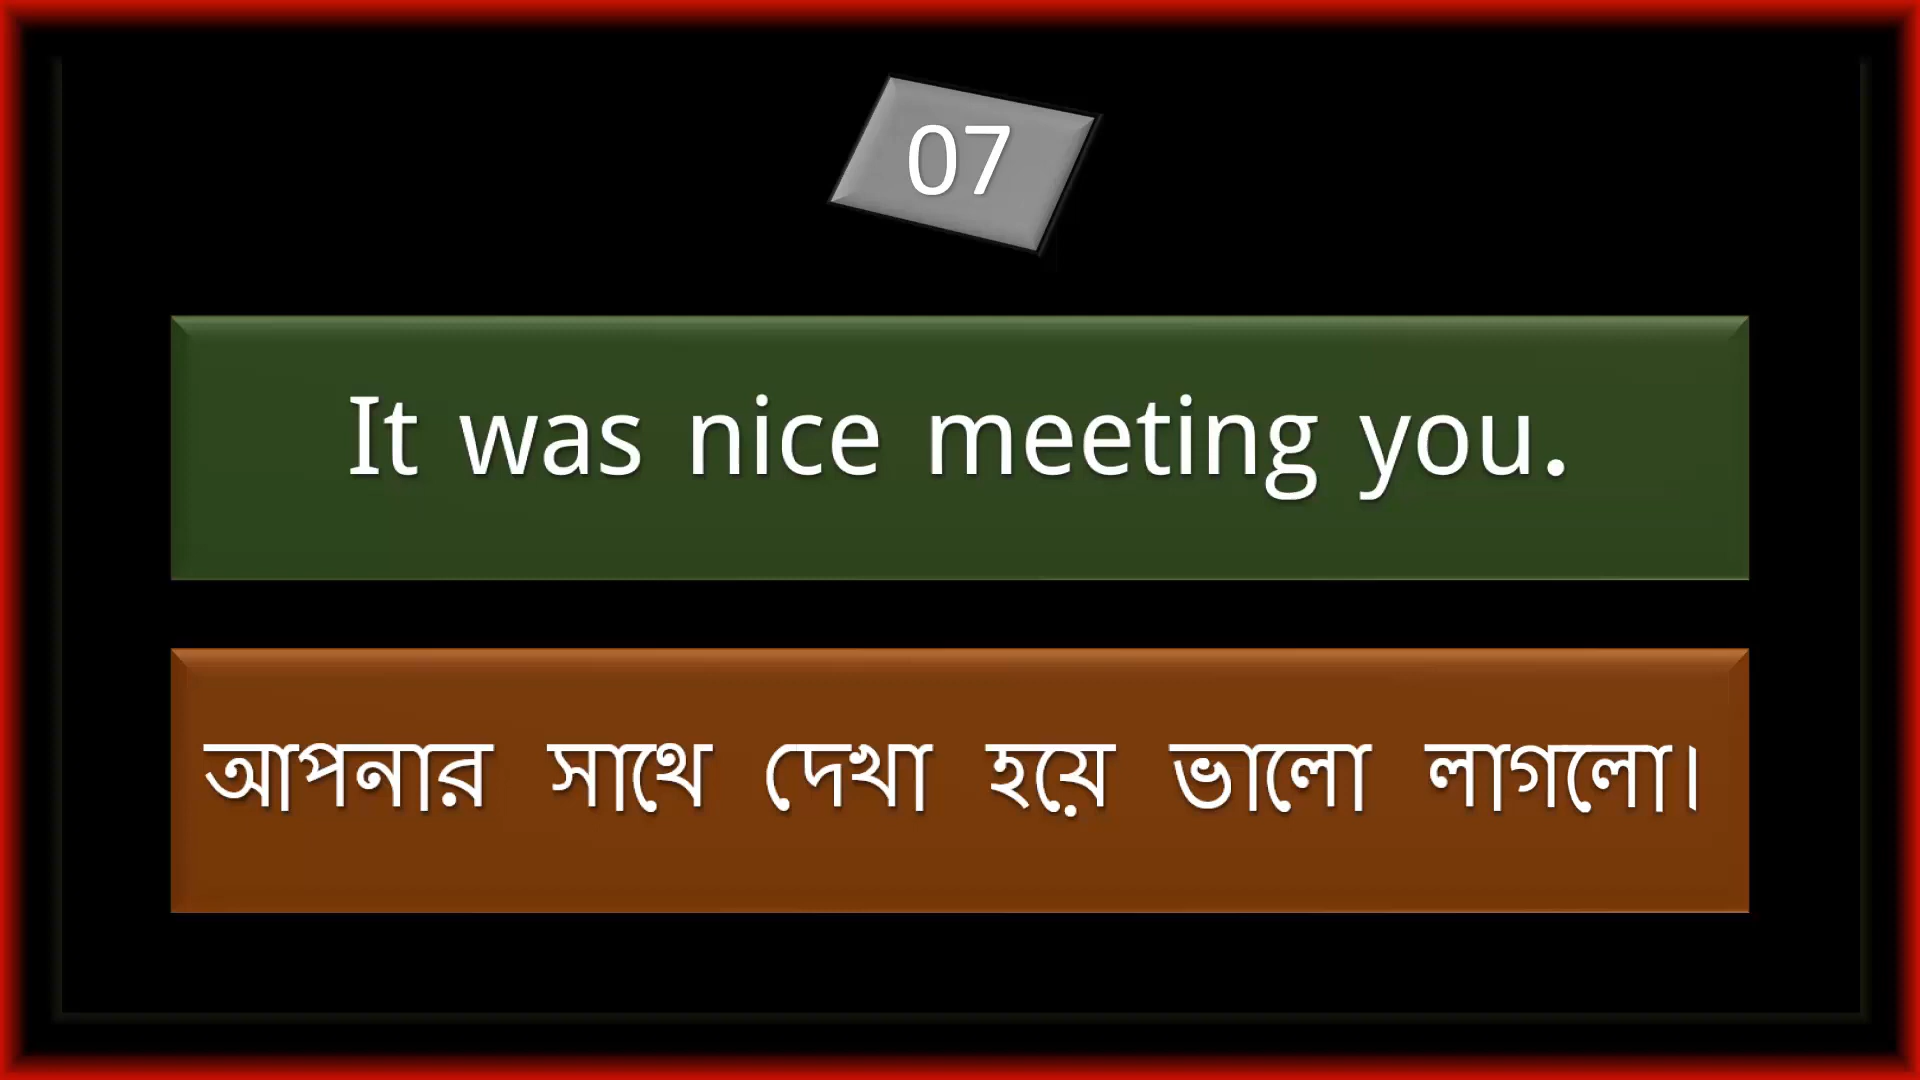 07
It was nice meeting you.
আপনার সাথে দেখা হয়ে ভালো লাগলো।